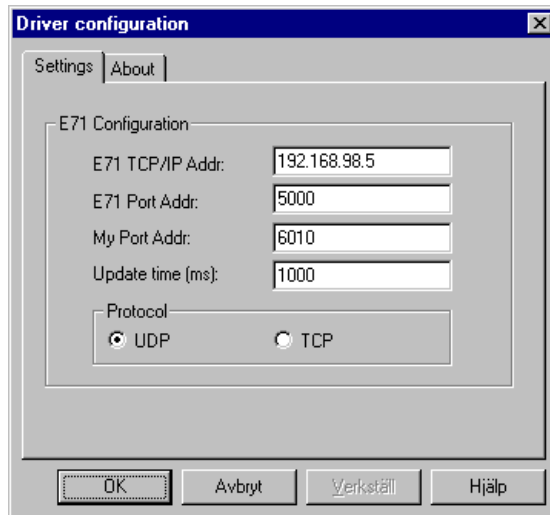 Driver configuration
Settings About
E71 Configuration
E71 TCP/IP Addr: 192.168.98.5
E71 Port Addr: 5000
My Port Addr: 6010
Update time (ms): 1000
Protocol
UDP TCP
OK Avbryt Verkställ Hjälp